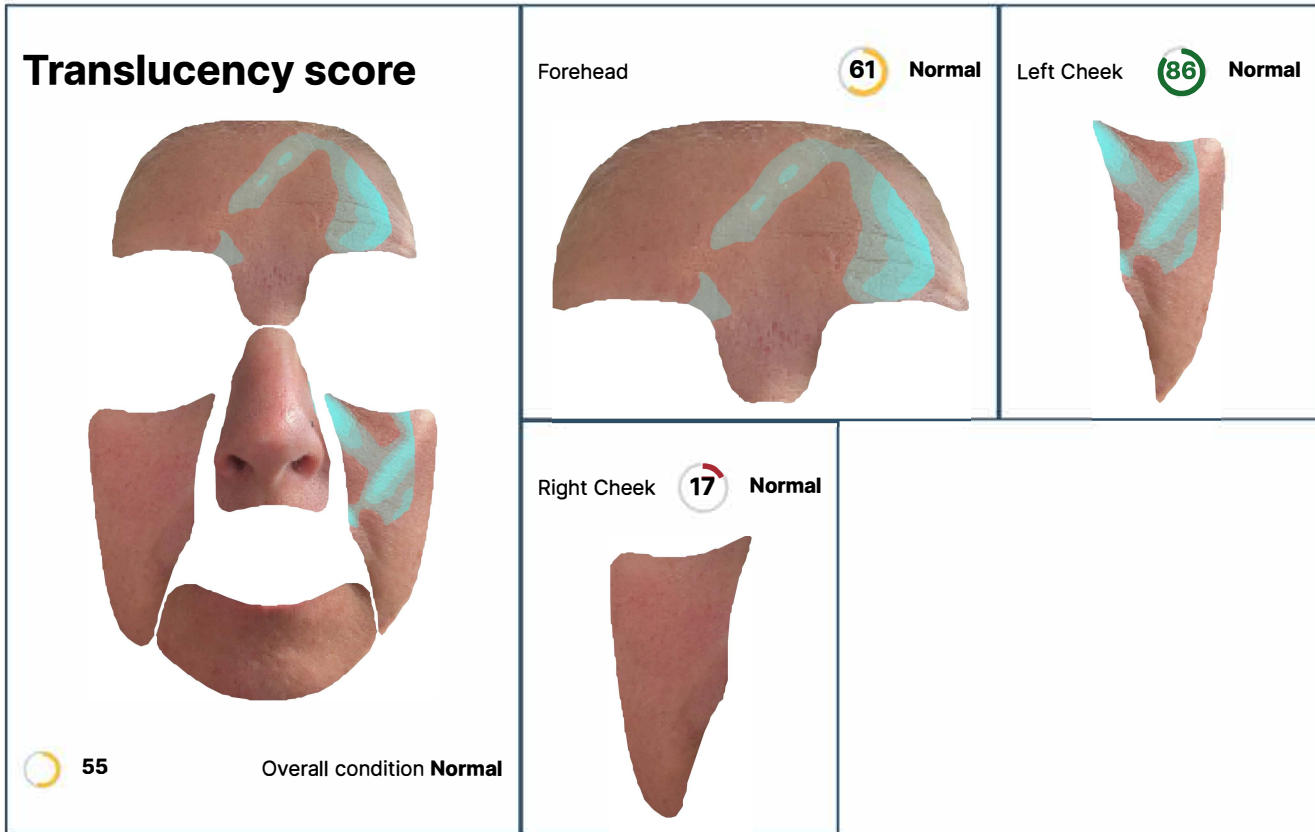 Translucency score
55
Overall condition Normal
Forehead 61 Normal
Left Cheek 86 Normal
Right Cheek 17 Normal